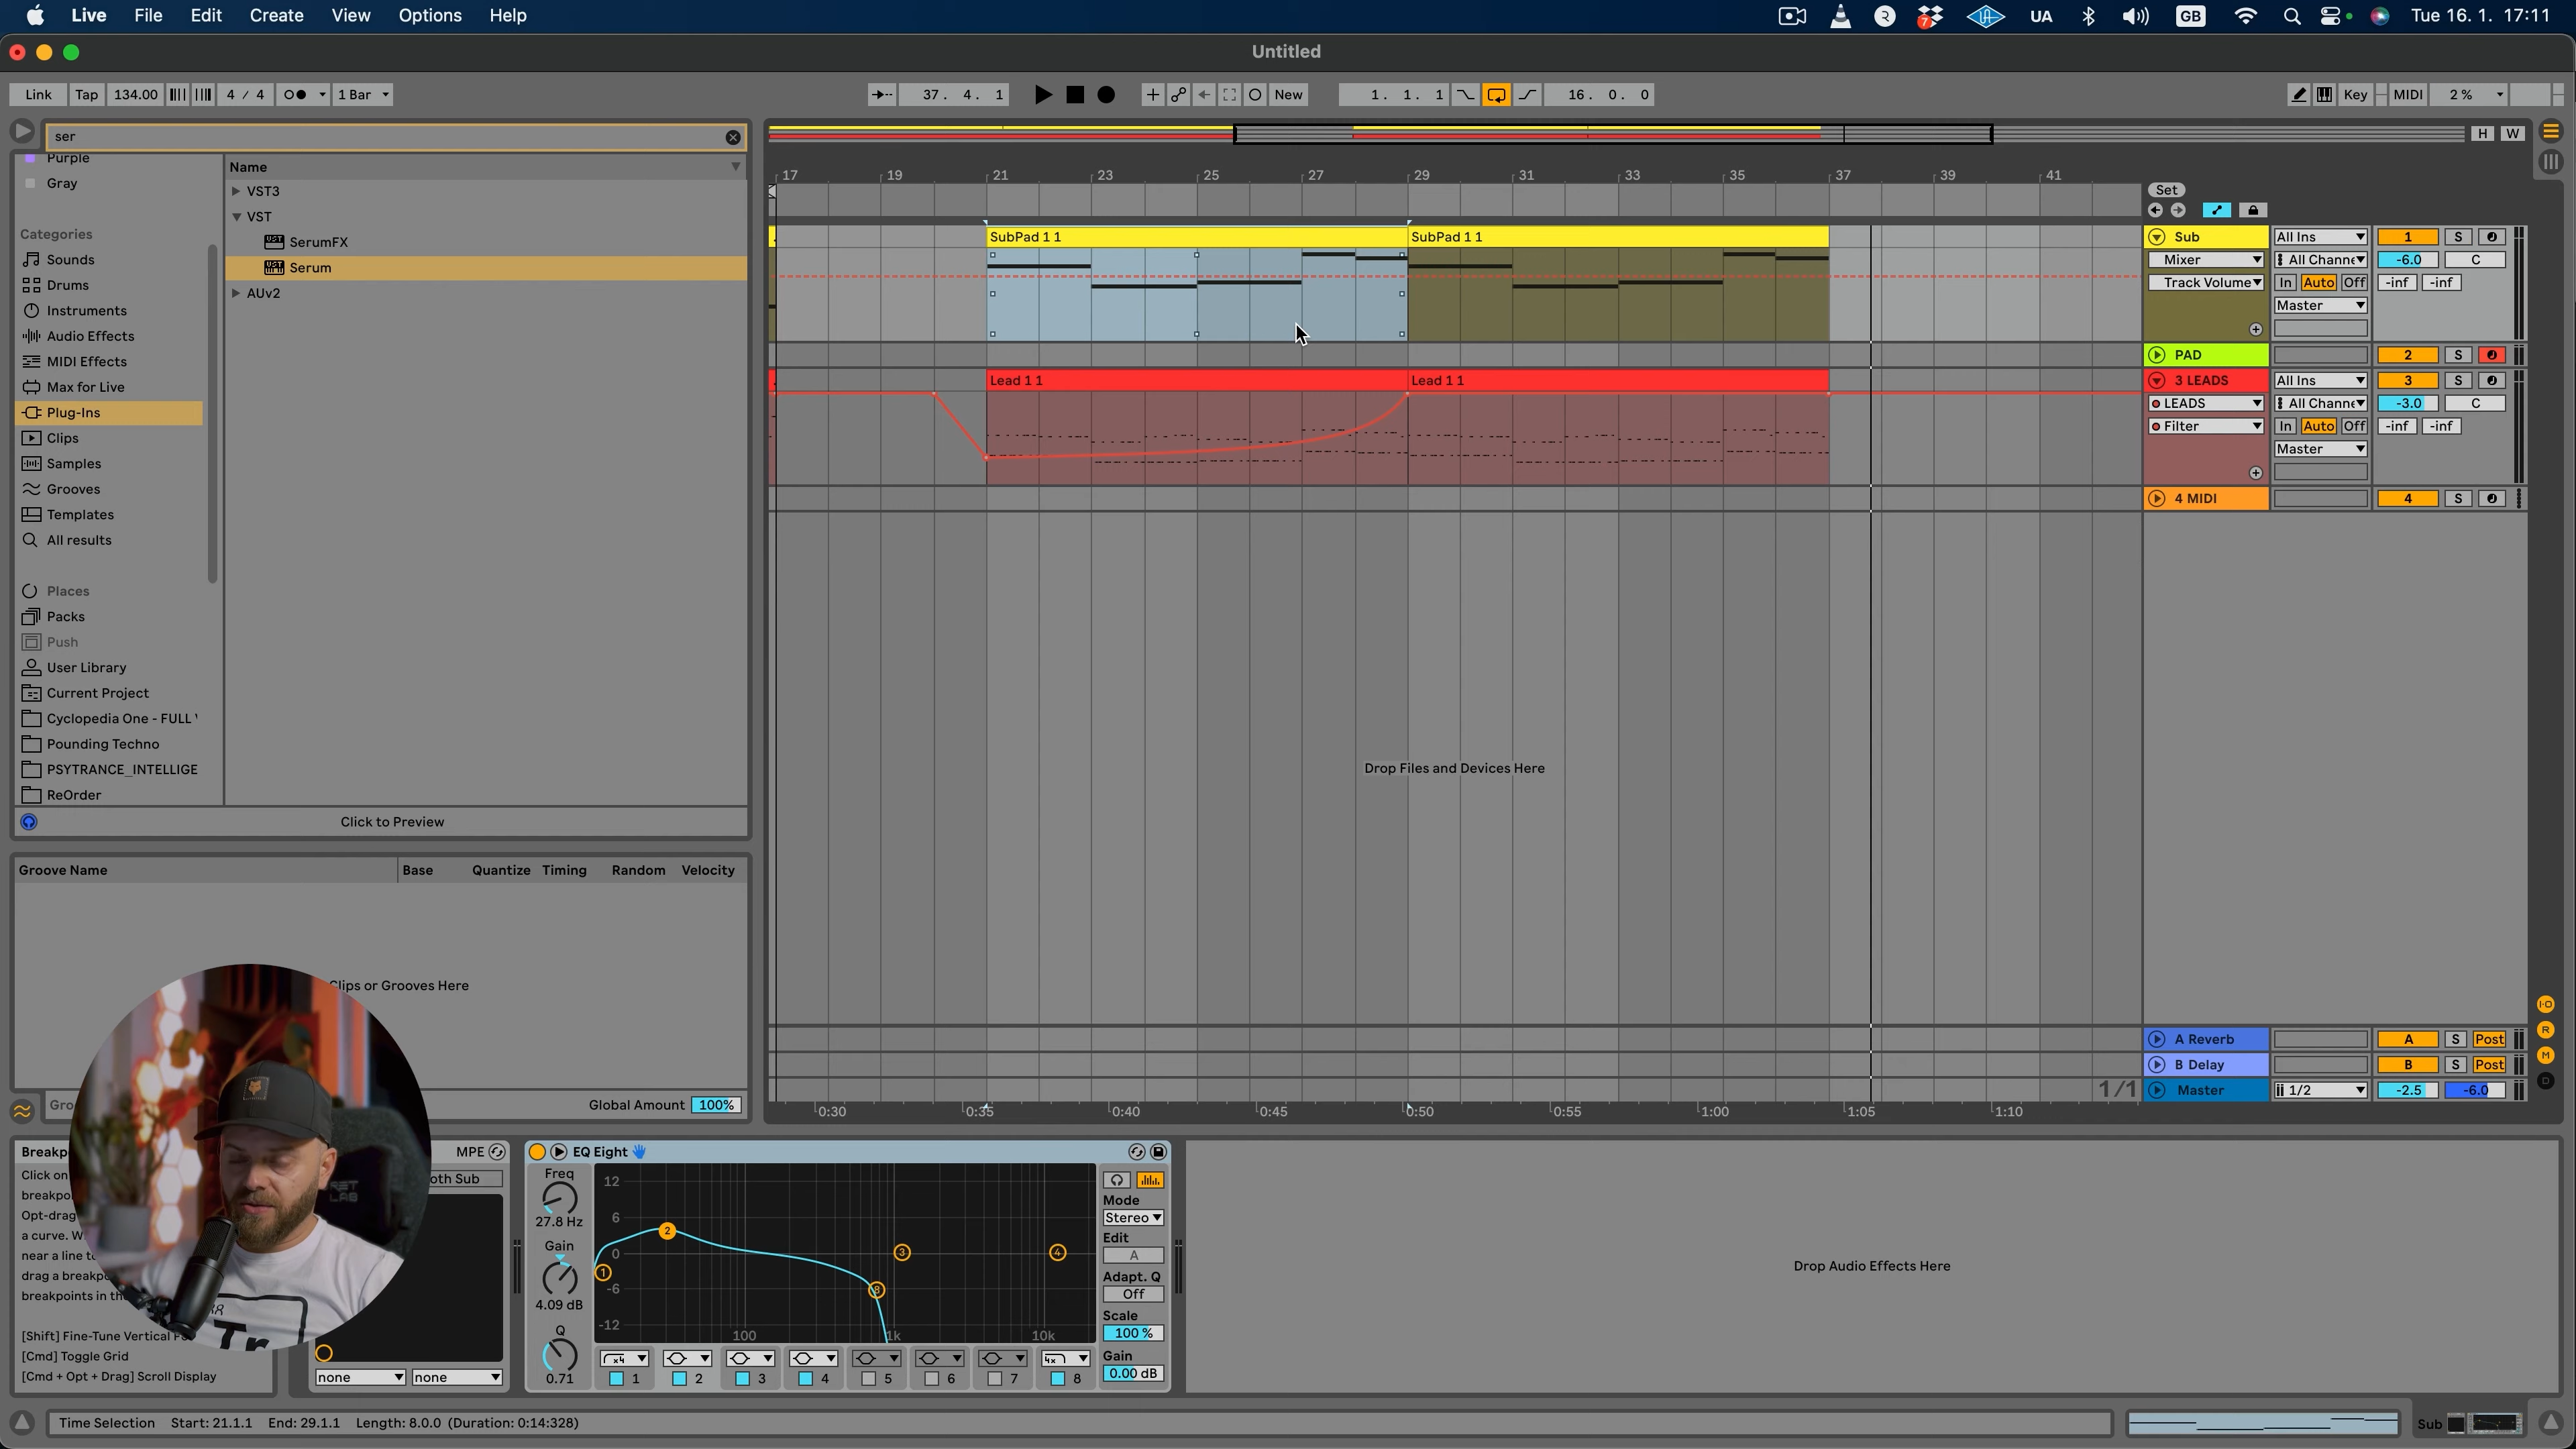 Live File Edit Create View Options Help
7 UA GB Tue 16. 1. 17:11
Untitled
Link Tap 134.00 4 / 4 1 Bar
37. 4. 1 New 1. 1. 1 16. 0. 0
Key MIDI 2 %
ser
Purple
Gray
Categories
Sounds
Drums
Instruments
Audio Effects
MIDI Effects
Max for Live
Plug-Ins
Clips
Samples
Grooves
Templates
All results
Places
Packs
Push
User Library
Current Project
Cyclopedia One - FULL
Pounding Techno
PSYTRANCE_INTELLIGE
ReOrder
Name
VST3
VST
SerumFX
Serum
AUv2
Click to Preview
Groove Name Base Quantize Timing Random Velocity
Clips or Grooves Here
Gro
Global Amount 100%
H W
17 19 21 23 25 27 29 31 33 35 37 39 41
Set
SubPad 1 1 SubPad 1 1
Lead 1 1 Lead 1 1
Drop Files and Devices Here
Sub All Ins 1 S
Mixer All Channe -6.0 C
Track Volume In Auto Off -inf -inf
Master
PAD 2 S
3 LEADS All Ins 3 S
LEADS All Channe -3.0 C
Filter In Auto Off -inf -inf
Master
4 MIDI 4 S
A Reverb A S Post
B Delay B S Post
1/1 Master 1/2 -2.5 -6.0
0:30 0:35 0:40 0:45 0:50 0:55 1:00 1:05 1:10
I-O
R
M
D
Breakp
Click on
breakpo
Opt-drag
a curve. W
near a line to
drag a breakp
breakpoints in th
[Shift] Fine-Tune Vertical P
[Cmd] Toggle Grid
[Cmd + Opt + Drag] Scroll Display
MPE
oth Sub
none none
EQ Eight
Freq
27.8 Hz
Gain
4.09 dB
Q
0.71
12
6
0
-6
-12
100 1k 10k
1 2 3 4 8
x4 4x
1 2 3 4 5 6 7 8
Mode
Stereo
Edit
A
Adapt. Q
Off
Scale
100 %
Gain
0.00 dB
Drop Audio Effects Here
Time Selection Start: 21.1.1 End: 29.1.1 Length: 8.0.0 (Duration: 0:14:328)
Sub